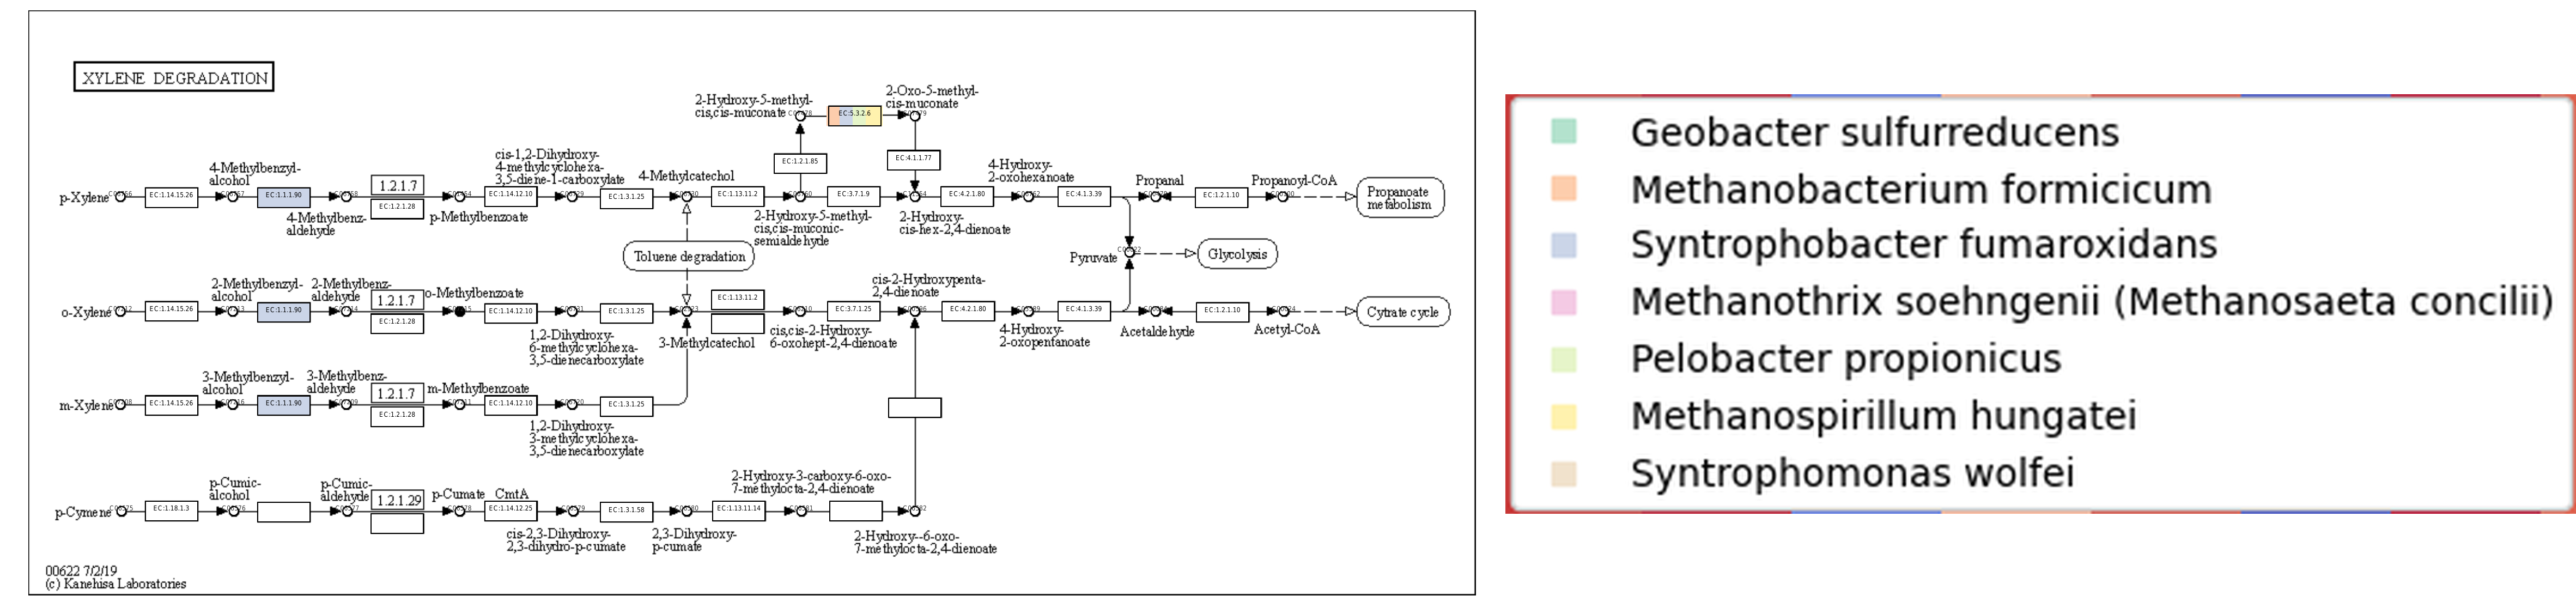 XYLENE DEGRADATION
2-Hydroxy-5-methyl-
cis,cis-muconate
EC:5.3.2.6
2-Oxo-5-methyl-
cis-muconate
EC:1.2.1.85
EC:4.1.1.77
p-Xylene
EC:1.14.15.26
4-Methylbenzyl-
alcohol
EC:1.1.1.90
4-Methylbenz-
aldehyde
1.2.1.7
EC:1.2.1.28
p-Methylbenzoate
EC:1.14.12.10
cis-1,2-Dihydroxy-
4-methylcyclohexa-
3,5-diene-1-carboxylate
EC:1.3.1.25
4-Methylcatechol
EC:1.13.11.2
2-Hydroxy-5-methyl-
cis,cis-muconic-
semialdehyde
EC:3.7.1.9
2-Hydroxy-
cis-hex-2,4-dienoate
EC:4.2.1.80
4-Hydroxy-
2-oxohexanoate
EC:4.1.3.39
Propanal
EC:1.2.1.10
Propanoyl-CoA
Propanoate
metabolism
Toluene degradation
Pyruvate
Glycolysis
o-Xylene
EC:1.14.15.26
2-Methylbenzyl-
alcohol
EC:1.1.1.90
2-Methylbenz-
aldehyde
1.2.1.7
EC:1.2.1.28
o-Methylbenzoate
EC:1.14.12.10
1,2-Dihydroxy-
6-methylcyclohexa-
3,5-dienecarboxylate
EC:1.3.1.25
3-Methylcatechol
EC:1.13.11.2
cis,cis-2-Hydroxy-
6-oxohept-2,4-dienoate
EC:3.7.1.25
cis-2-Hydroxypenta-
2,4-dienoate
EC:4.2.1.80
4-Hydroxy-
2-oxopentanoate
EC:4.1.3.39
Acetaldehyde
EC:1.2.1.10
Acetyl-CoA
Cytrate cycle
m-Xylene
EC:1.14.15.26
3-Methylbenzyl-
alcohol
EC:1.1.1.90
3-Methylbenz-
aldehyde
1.2.1.7
EC:1.2.1.28
m-Methylbenzoate
EC:1.14.12.10
1,2-Dihydroxy-
3-methylcyclohexa-
3,5-dienecarboxylate
EC:1.3.1.25
p-Cymene
EC:1.18.1.3
p-Cumic-
alcohol
p-Cumic-
aldehyde
1.2.1.29
p-Cumate
CmtA
EC:1.14.12.25
cis-2,3-Dihydroxy-
2,3-dihydro-p-cumate
EC:1.3.1.58
2,3-Dihydroxy-
p-cumate
EC:1.13.11.14
2-Hydroxy-3-carboxy-6-oxo-
7-methylocta-2,4-dienoate
2-Hydroxy--6-oxo-
7-methylocta-2,4-dienoate
00622 7/2/19
(c) Kanehisa Laboratories
Geobacter sulfurreducens
Methanobacterium formicicum
Syntrophobacter fumaroxidans
Methanothrix soehngenii (Methanosaeta concilii)
Pelobacter propionicus
Methanospirillum hungatei
Syntrophomonas wolfei